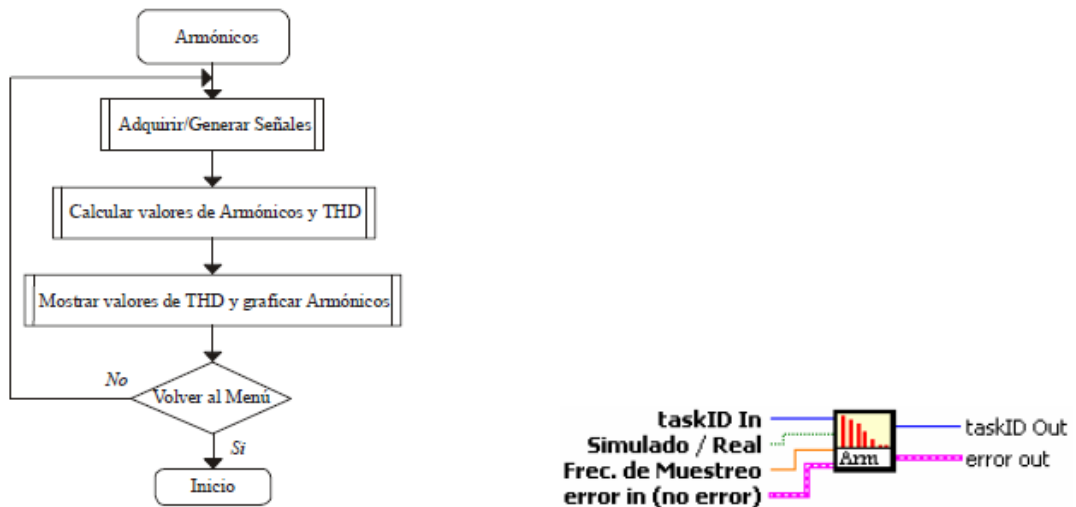 Armónicos
Adquirir/Generar Señales
Calcular valores de Armónicos y THD
Mostrar valores de THD y graficar Armónicos
No
Volver al Menú
Si
Inicio
taskID In
Simulado / Real
Frec. de Muestreo
error in (no error)
Arm
taskID Out
error out